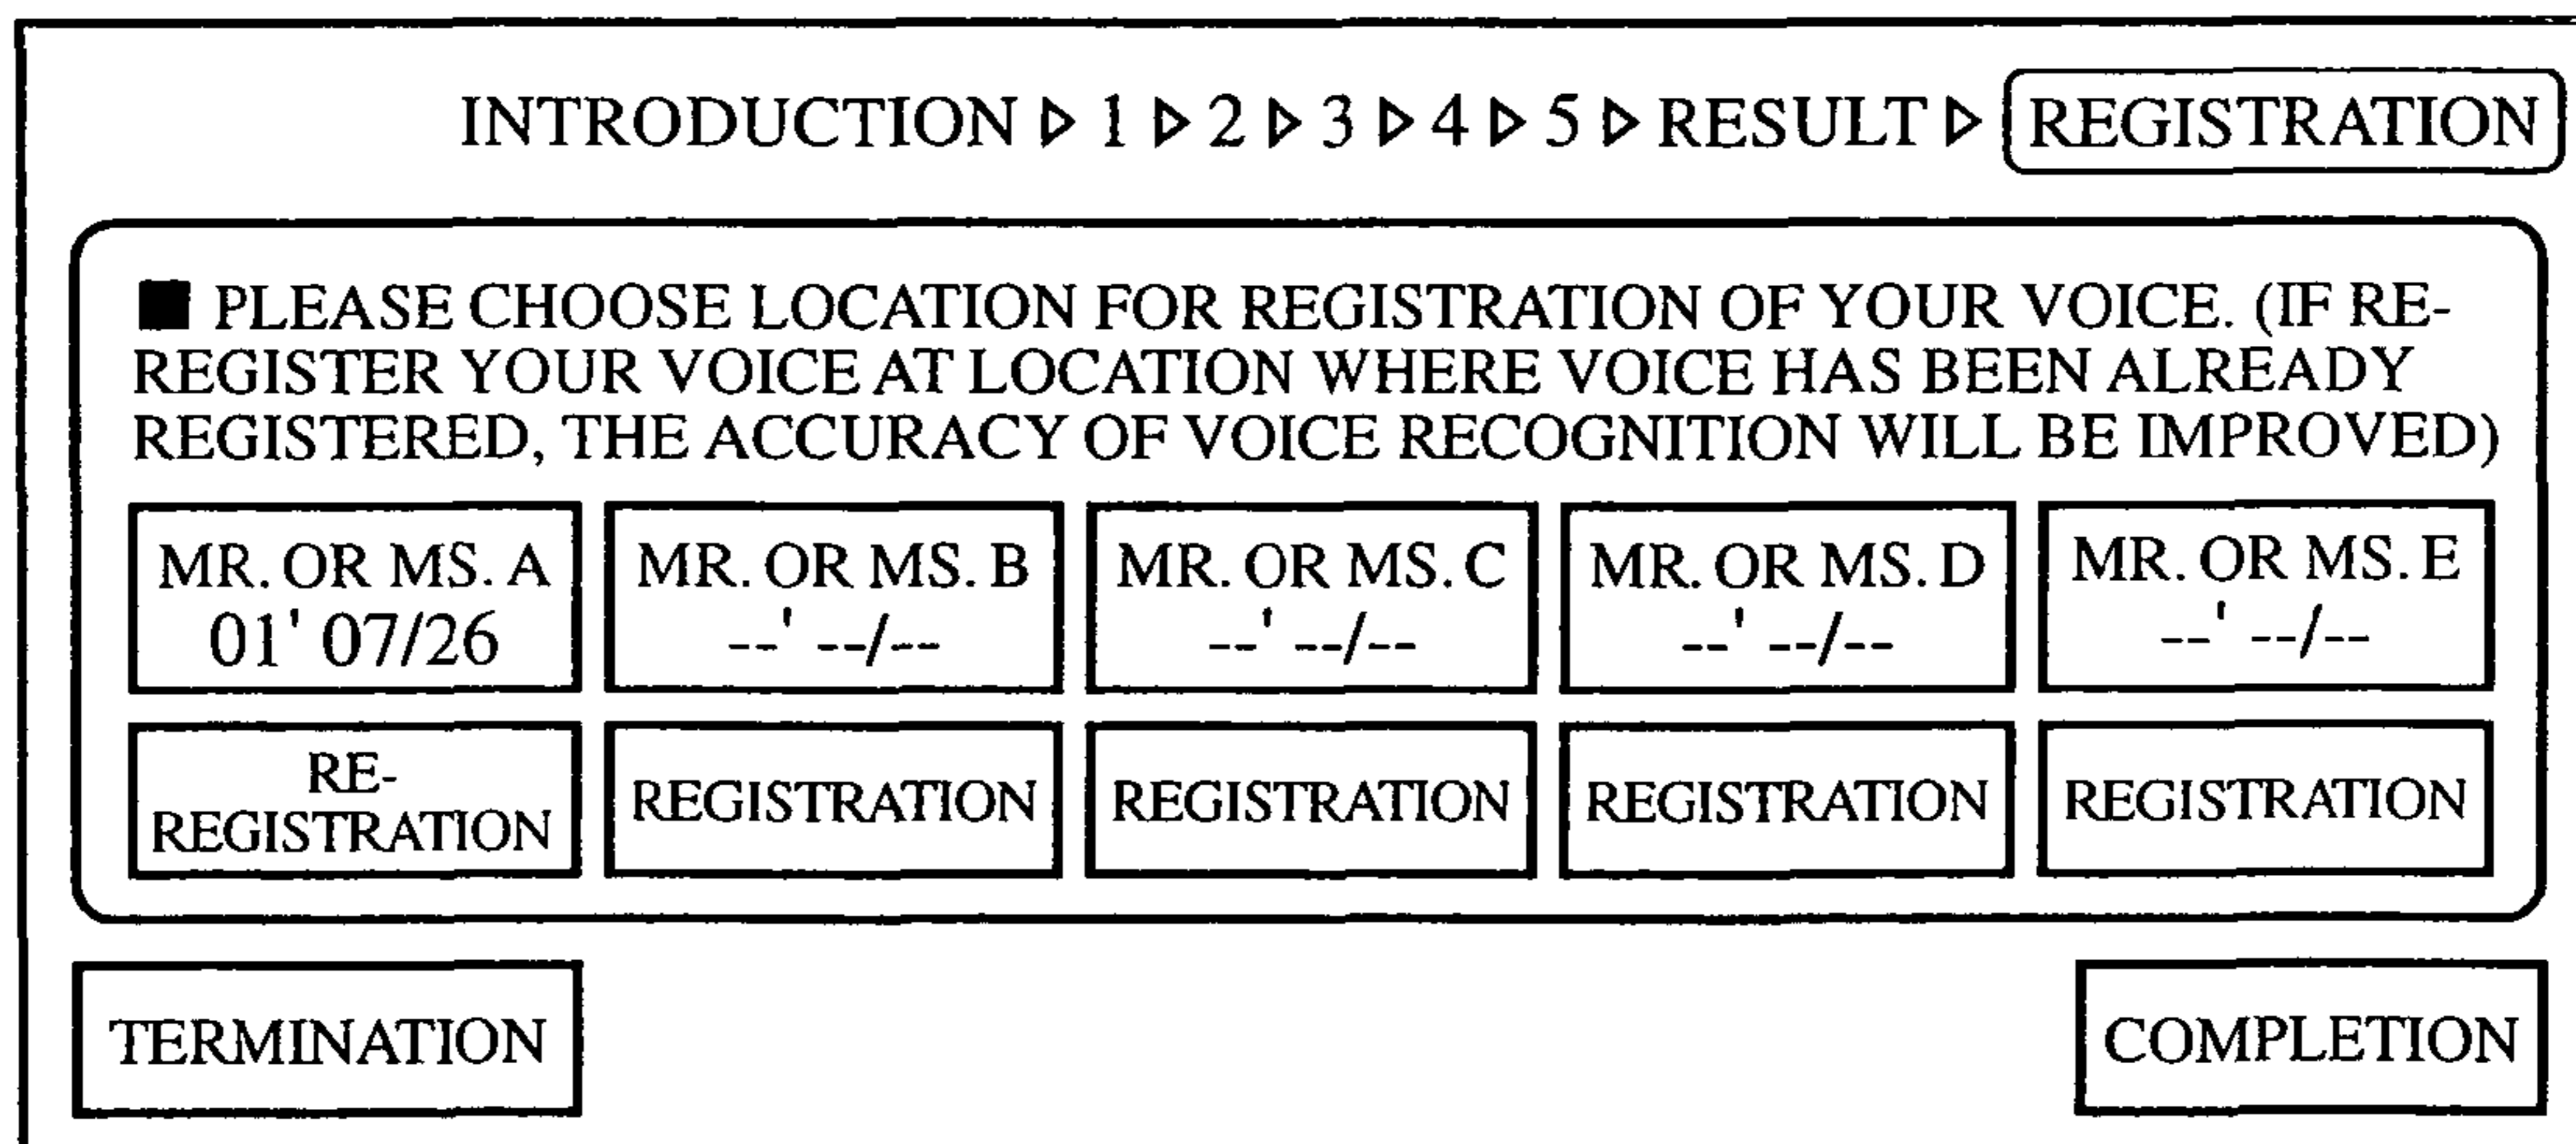 INTRODUCTION ▷ 1 ▷ 2 ▷ 3 ▷ 4 ▷ 5 ▷ RESULT ▷ REGISTRATION
■ PLEASE CHOOSE LOCATION FOR REGISTRATION OF YOUR VOICE. (IF RE-
REGISTER YOUR VOICE AT LOCATION WHERE VOICE HAS BEEN ALREADY
REGISTERED, THE ACCURACY OF VOICE RECOGNITION WILL BE IMPROVED)
MR. OR MS. A
01' 07/26
MR. OR MS. B
--' --/--
MR. OR MS. C
--' --/--
MR. OR MS. D
--' --/--
MR. OR MS. E
--' --/--
RE-
REGISTRATION
REGISTRATION
REGISTRATION
REGISTRATION
REGISTRATION
TERMINATION
COMPLETION